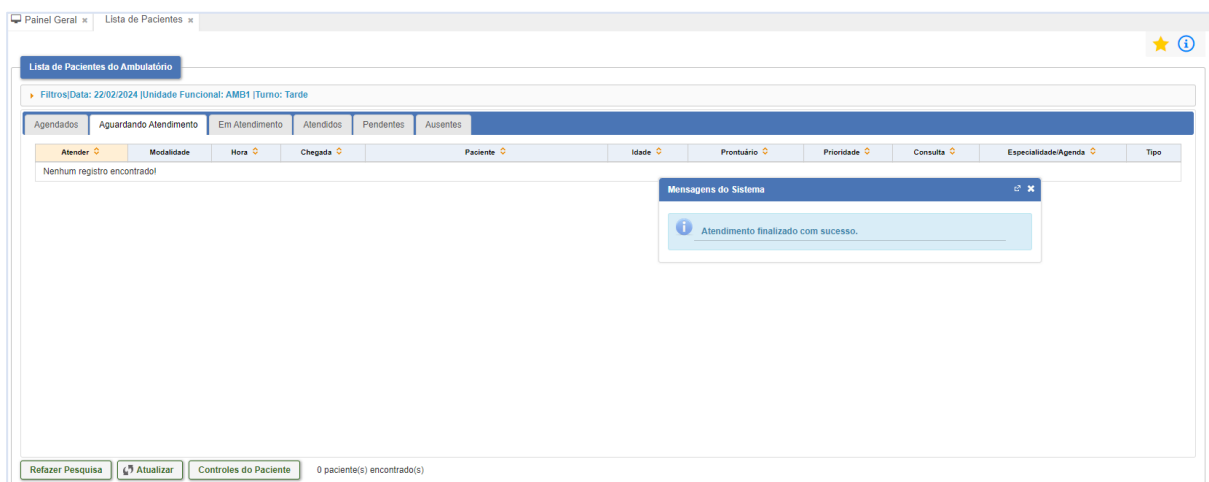 Painel Geral Lista de Pacientes
Lista de Pacientes do Ambulatório
Filtros|Data: 22/02/2024 |Unidade Funcional: AMB1 |Turno: Tarde
Agendados Aguardando Atendimento Em Atendimento Atendidos Pendentes Ausentes
Atender Modalidade Hora Chegada Paciente Idade Prontuário Prioridade Consulta Especialidade/Agenda Tipo
Nenhum registro encontrado!
Mensagens do Sistema
Atendimento finalizado com sucesso.
Refazer Pesquisa Atualizar Controles do Paciente 0 paciente(s) encontrado(s)